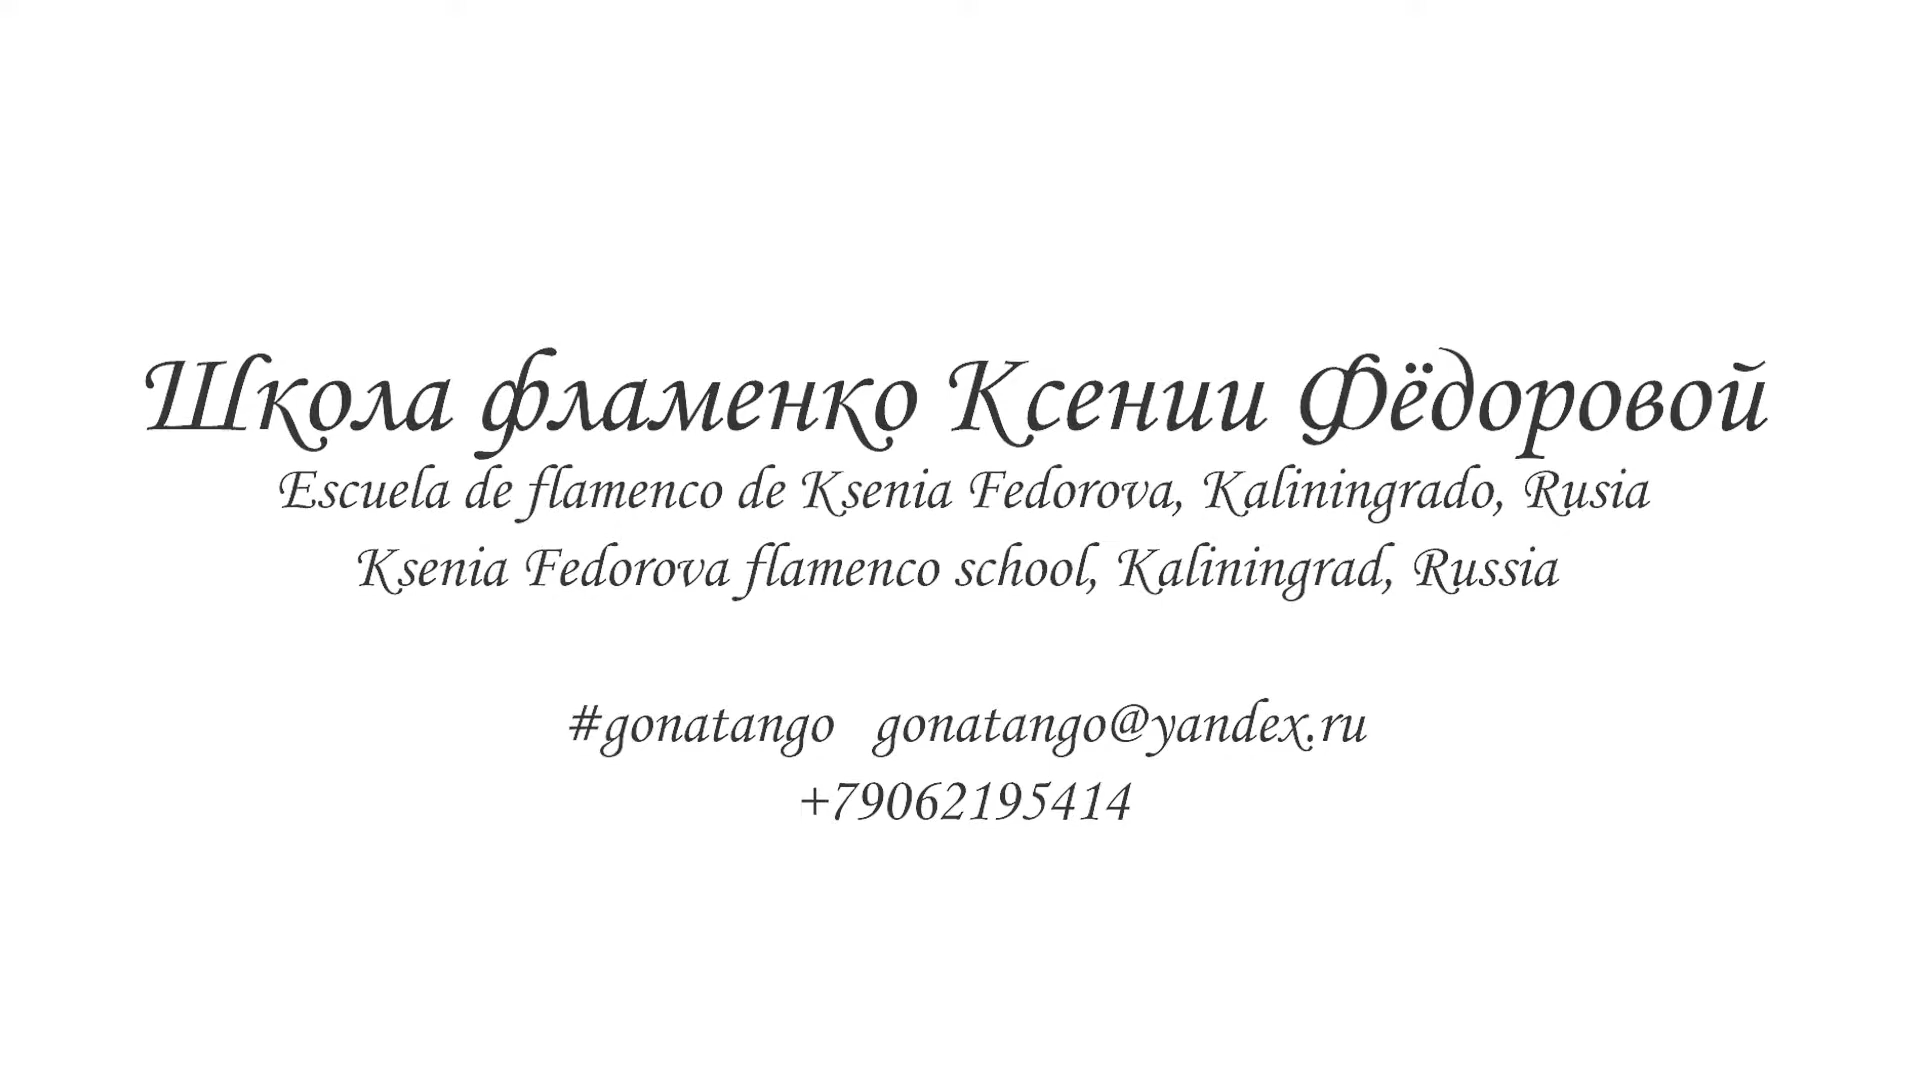 Школа фламенко Ксении Фёдоровой
Escuela de flamenco de Ksenia Fedorova, Kaliningrado, Rusia
Ksenia Fedorova flamenco school, Kaliningrad, Russia
#gonatango gonatango@yandex.ru
+79062195414